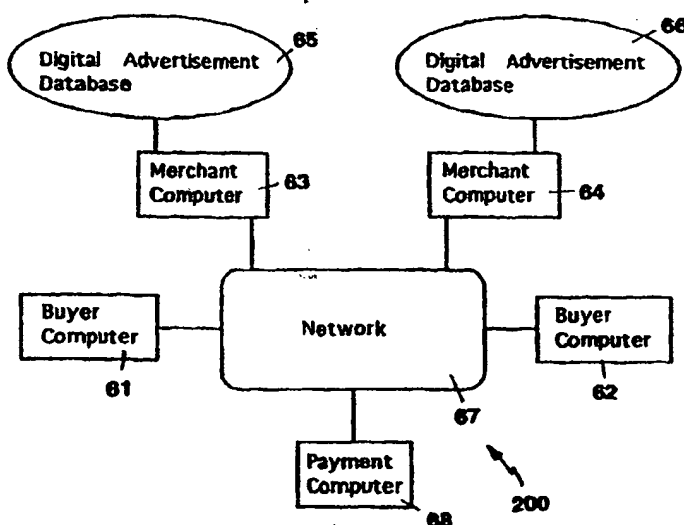 65
Digital Advertisement
Database
66
Digital Advertisement
Database
Merchant
Computer
63
Merchant
Computer
64
Buyer
Computer
61
Network
67
Buyer
Computer
62
Payment
Computer
68
200